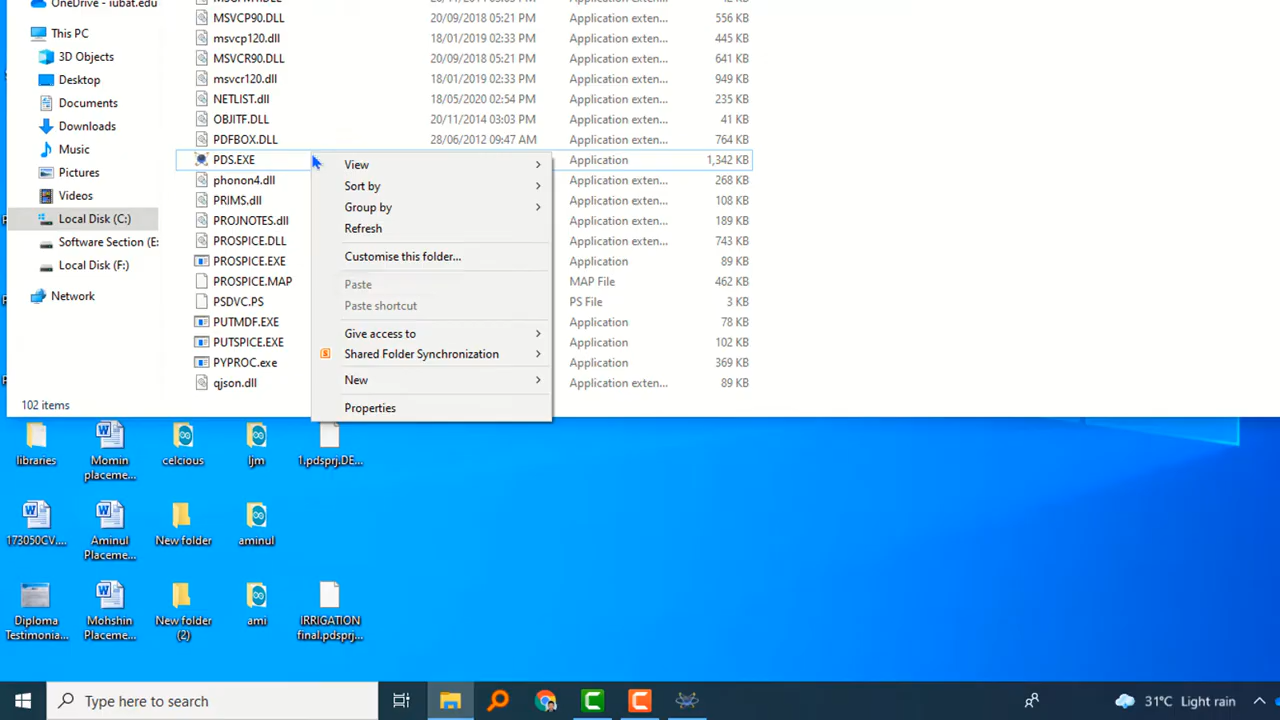 OneDrive - iubat.edu
This PC
3D Objects
Desktop
Documents
Downloads
Music
Pictures
Videos
Local Disk (C:)
Software Section (E:
Local Disk (F:)
Network
MSVCP90.DLL 20/09/2018 05:21 PM Application exten... 556 KB
msvcp120.dll 18/01/2019 02:33 PM Application exten... 445 KB
MSVCR90.DLL 20/09/2018 05:21 PM Application exten... 641 KB
msvcr120.dll 18/01/2019 02:33 PM Application exten... 949 KB
NETLIST.dll 18/05/2020 02:54 PM Application exten... 235 KB
OBJITF.DLL 20/11/2014 03:03 PM Application exten... 41 KB
PDFBOX.DLL 28/06/2012 09:47 AM Application exten... 764 KB
PDS.EXE Application 1,342 KB
phonon4.dll Application exten... 268 KB
PRIMS.dll Application exten... 108 KB
PROJNOTES.dll Application exten... 189 KB
PROSPICE.DLL Application exten... 743 KB
PROSPICE.EXE Application 89 KB
PROSPICE.MAP MAP File 462 KB
PSDVC.PS PS File 3 KB
PUTMDF.EXE Application 78 KB
PUTSPICE.EXE Application 102 KB
PYPROC.exe Application 369 KB
qjson.dll Application exten... 89 KB
View
Sort by
Group by
Refresh
Customise this folder...
Paste
Paste shortcut
Give access to
Shared Folder Synchronization
New
Properties
102 items
libraries
Momin
placeme...
celcious
ljm
1.pdsprj.DE...
173050CV....
Aminul
Placeme...
New folder
aminul
Diploma
Testimonia...
Mohshin
Placeme...
New folder
(2)
ami
IRRIGATION
final.pdsprj...
Type here to search
31°C Light rain